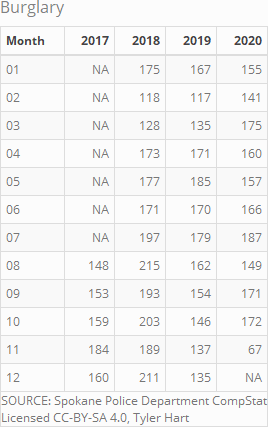 Burglary
Month 2017 2018 2019 2020
01 NA 175 167 155
02 NA 118 117 141
03 NA 128 135 175
04 NA 173 171 160
05 NA 177 185 157
06 NA 171 170 166
07 NA 197 179 187
08 148 215 162 149
09 153 193 154 171
10 159 203 146 172
11 184 189 137 67
12 160 211 135 NA
SOURCE: Spokane Police Department CompStat
Licensed CC-BY-SA 4.0, Tyler Hart